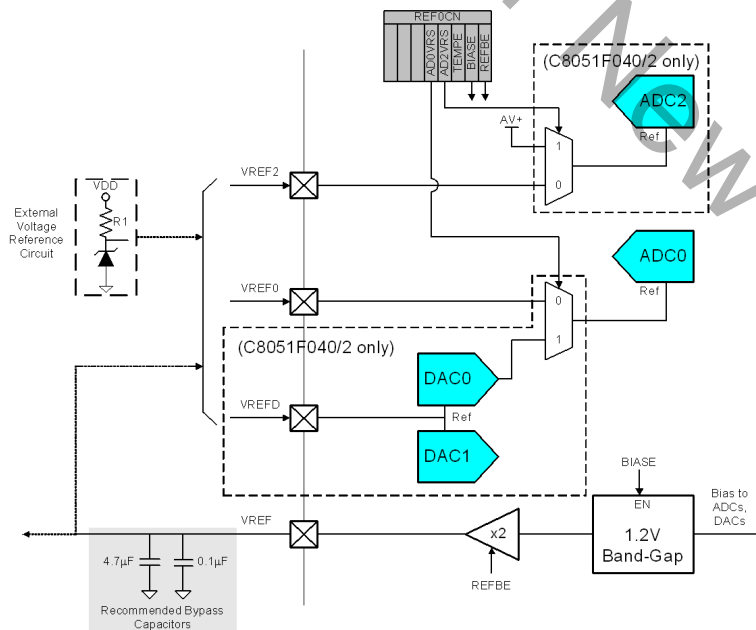 REF0CN
AD0VRS
AD2VRS
TEMPE
BIASE
REFBE
New
(C8051F040/2 only)
ADC2
Ref
AV+
1
0
VREF2
VDD
R1
External
Voltage
Reference
Circuit
ADC0
Ref
VREF0
0
1
(C8051F040/2 only)
DAC0
VREFD
Ref
DAC1
BIASE
EN
1.2V
Band-Gap
Bias to
ADCs,
DACs
VREF
x2
REFBE
4.7µF
0.1µF
Recommended Bypass
Capacitors